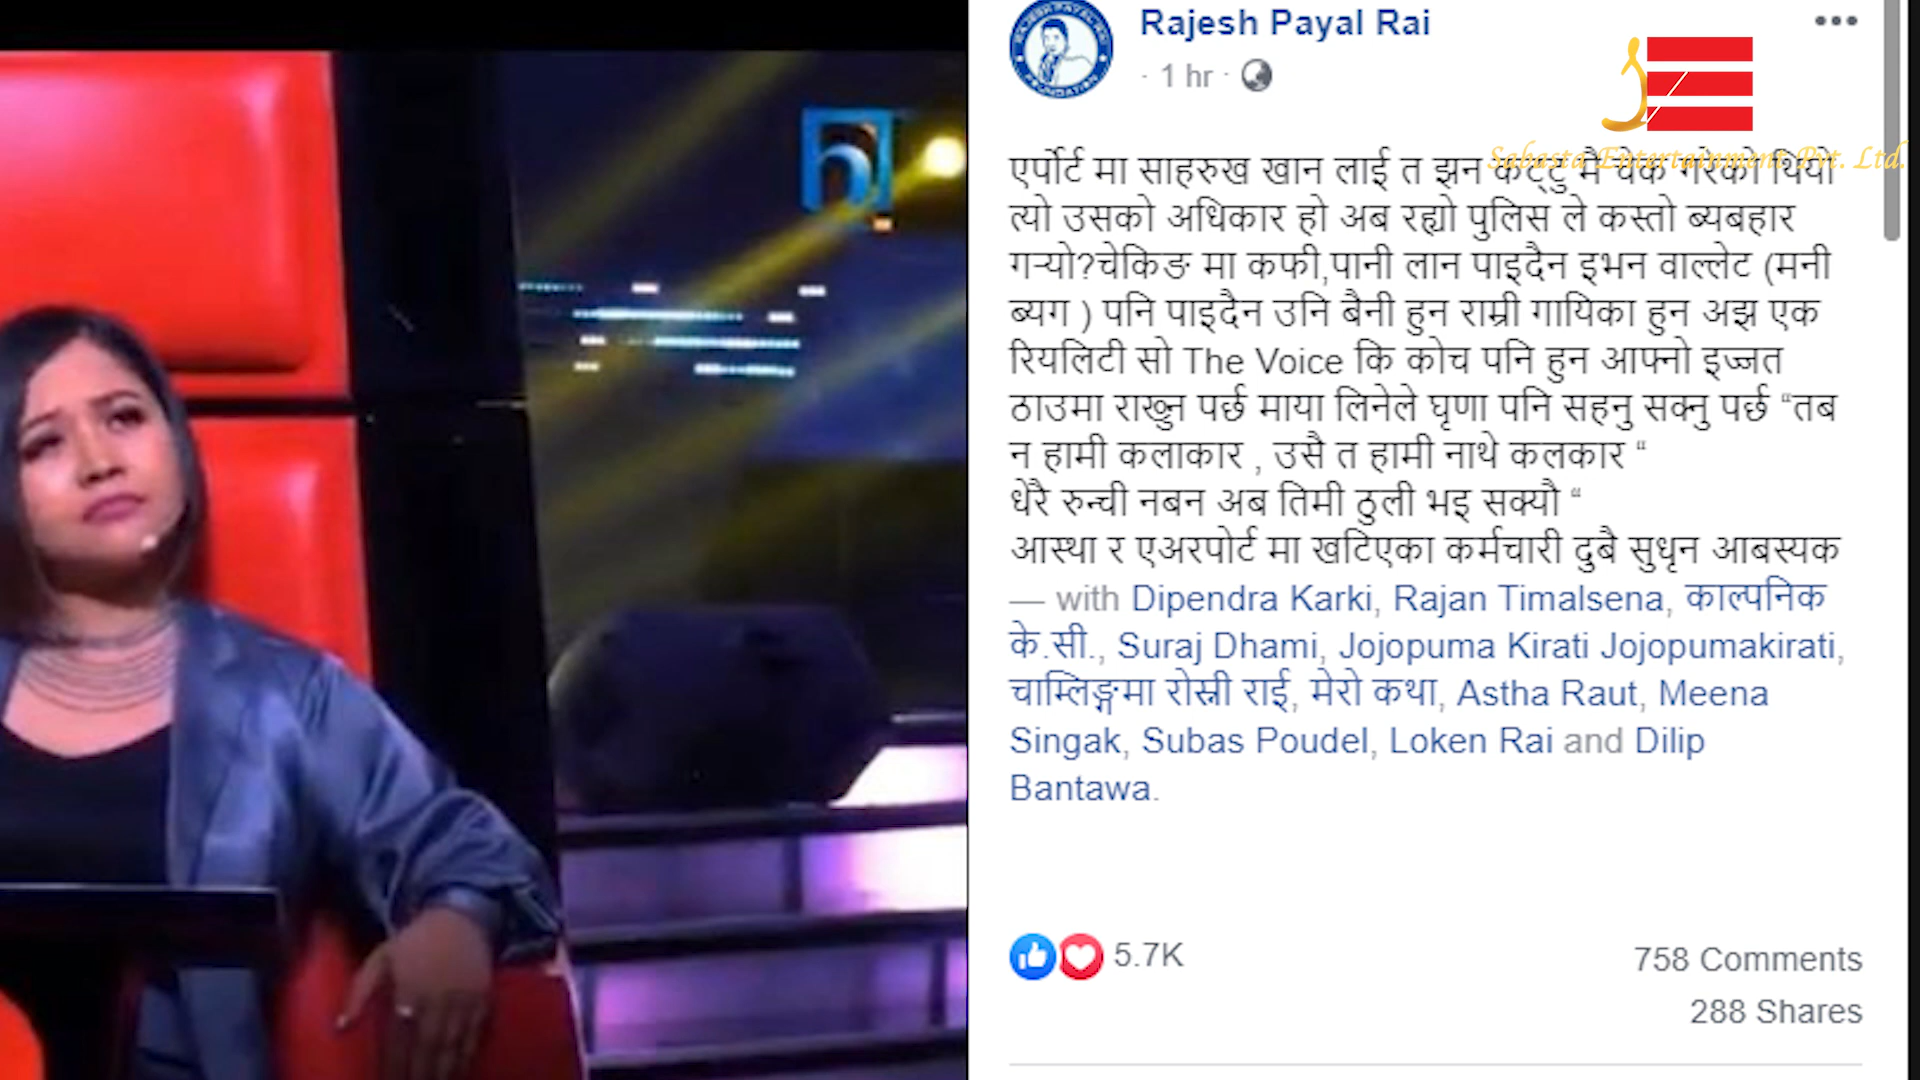 Rajesh Payal Rai
· 1 hr ·
Sabasta Entertainment Pvt. Ltd.
एर्पोर्ट मा साहरुख खान लाई त झन कट्टु मै चेक गरेको थियो
त्यो उसको अधिकार हो अब रह्यो पुलिस ले कस्तो ब्यबहार
गर्‍यो?चेकिङ मा कफी,पानी लान पाइदैन इभन वाल्लेट (मनी
ब्यग ) पनि पाइदैन उनि बैनी हुन राम्री गायिका हुन अझ एक
रियलिटी सो The Voice कि कोच पनि हुन आफ्नो इज्जत
ठाउमा राख्नु पर्छ माया लिनेले घृणा पनि सहनु सक्नु पर्छ “तब
न हामी कलाकार , उसै त हामी नाथे कलकार “
धेरै रुन्ची नबन अब तिमी ठुली भइ सक्यौ “
आस्था र एअरपोर्ट मा खटिएका कर्मचारी दुबै सुधृन आबस्यक
— with Dipendra Karki, Rajan Timalsena, काल्पनिक
के.सी., Suraj Dhami, Jojopuma Kirati Jojopumakirati,
चाम्लिङ्गमा रोस्नी राई, मेरो कथा, Astha Raut, Meena
Singak, Subas Poudel, Loken Rai and Dilip
Bantawa.
5.7K
758 Comments
288 Shares